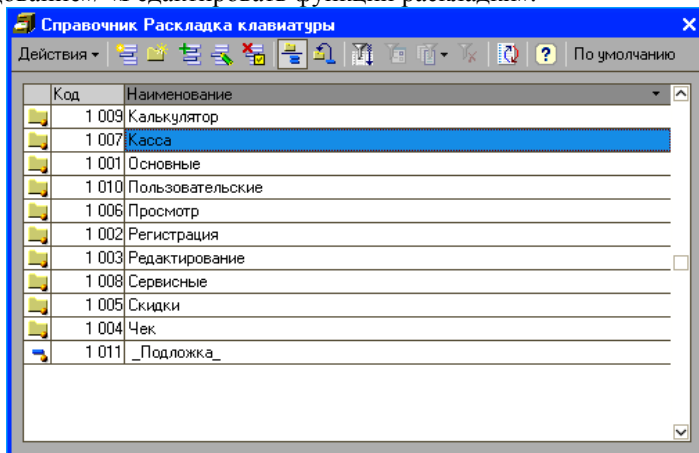 Справочник Раскладка клавиатуры
Действия
По умолчанию
Код Наименование
1 009 Калькулятор
1 007 Касса
1 001 Основные
1 010 Пользовательские
1 006 Просмотр
1 002 Регистрация
1 003 Редактирование
1 008 Сервисные
1 005 Скидки
1 004 Чек
1 011 _Подложка_